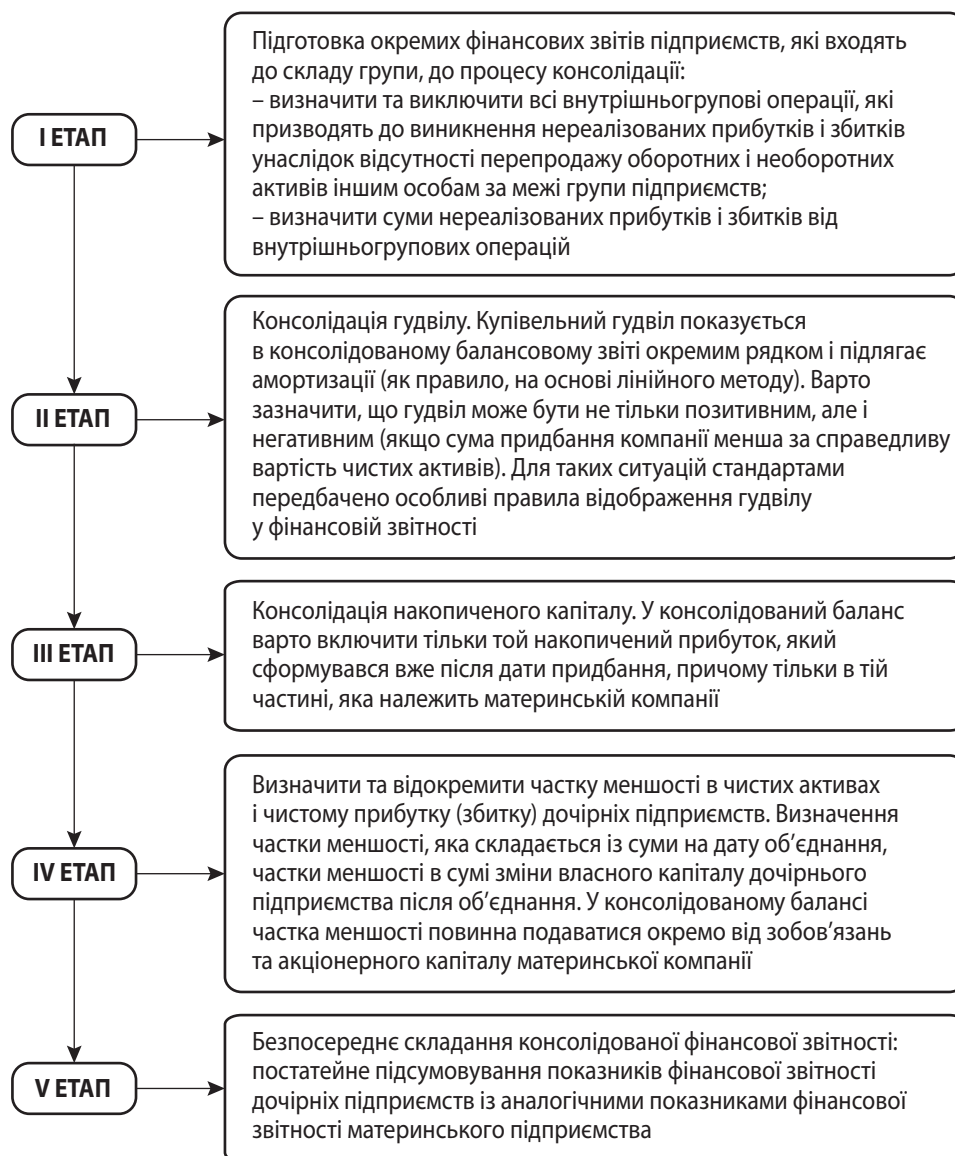 І ЕТАП
Підготовка окремих фінансових звітів підприємств, які входять
до складу групи, до процесу консолідації:
– визначити та виключити всі внутрішньогрупові операції, які
призводять до виникнення нереалізованих прибутків і збитків
унаслідок відсутності перепродажу оборотних і необоротних
активів іншим особам за межі групи підприємств;
– визначити суми нереалізованих прибутків і збитків від
внутрішньогрупових операцій
ІІ ЕТАП
Консолідація гудвілу. Купівельний гудвіл показується
в консолідованому балансовому звіті окремим рядком і підлягає
амортизації (як правило, на основі лінійного методу). Варто
зазначити, що гудвіл може бути не тільки позитивним, але і
негативним (якщо сума придбання компанії менша за справедливу
вартість чистих активів). Для таких ситуацій стандартами
передбачено особливі правила відображення гудвілу
у фінансовій звітності
ІІІ ЕТАП
Консолідація накопиченого капіталу. У консолідований баланс
варто включити тільки той накопичений прибуток, який
сформувався вже після дати придбання, причому тільки в тій
частині, яка належить материнській компанії
IV ЕТАП
Визначити та відокремити частку меншості в чистих активах
і чистому прибутку (збитку) дочірніх підприємств. Визначення
частки меншості, яка складається із суми на дату об’єднання,
частки меншості в сумі зміни власного капіталу дочірнього
підприємства після об’єднання. У консолідованому балансі
частка меншості повинна подаватися окремо від зобов’язань
та акціонерного капіталу материнської компанії
V ЕТАП
Безпосереднє складання консолідованої фінансової звітності:
постатейне підсумовування показників фінансової звітності
дочірніх підприємств із аналогічними показниками фінансової
звітності материнського підприємства